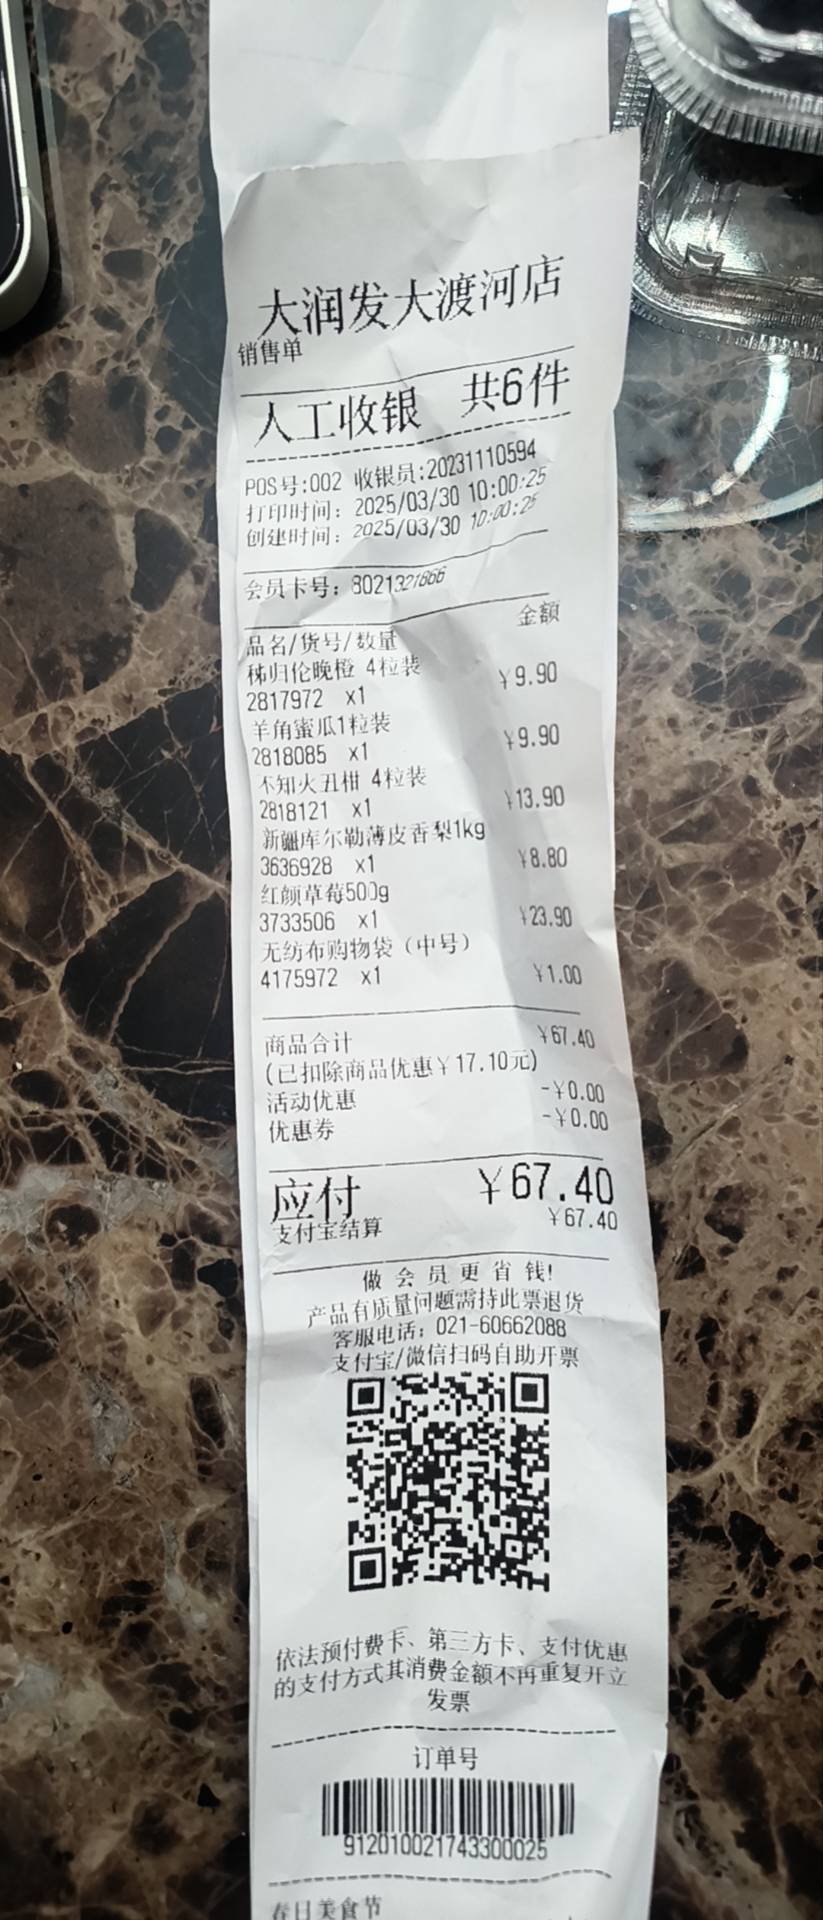 大润发大渡河店
销售单
人工收银 共6件
POS号:002 收银员:20231110594
打印时间: 2025/03/30 10:00:25
创建时间: 2025/03/30 10:00:25
会员卡号: 8021321866
金额
品名/货号/数量
秭归伦晚橙 4粒装
2817972 x1 ¥9.90
羊角蜜瓜1粒装
2818085 x1 ¥9.90
不知火丑柑 4粒装
2818121 x1 ¥13.90
新疆库尔勒薄皮香梨1kg
3636928 x1 ¥8.80
红颜草莓500g
3733506 x1 ¥23.90
无纺布购物袋（中号）
4175972 x1 ¥1.00
商品合计 ¥67.40
(已扣除商品优惠¥17.10元)
活动优惠 -¥0.00
优惠券 -¥0.00
应付 ¥67.40
支付宝结算 ¥67.40
做会员更省钱!
产品有质量问题需持此票退货
客服电话: 021-60662088
支付宝/微信扫码自助开票
依法预付费卡、第三方卡、支付优惠
的支付方式其消费金额不再重复开立
发票
订单号
912010021743300025
春日美食节